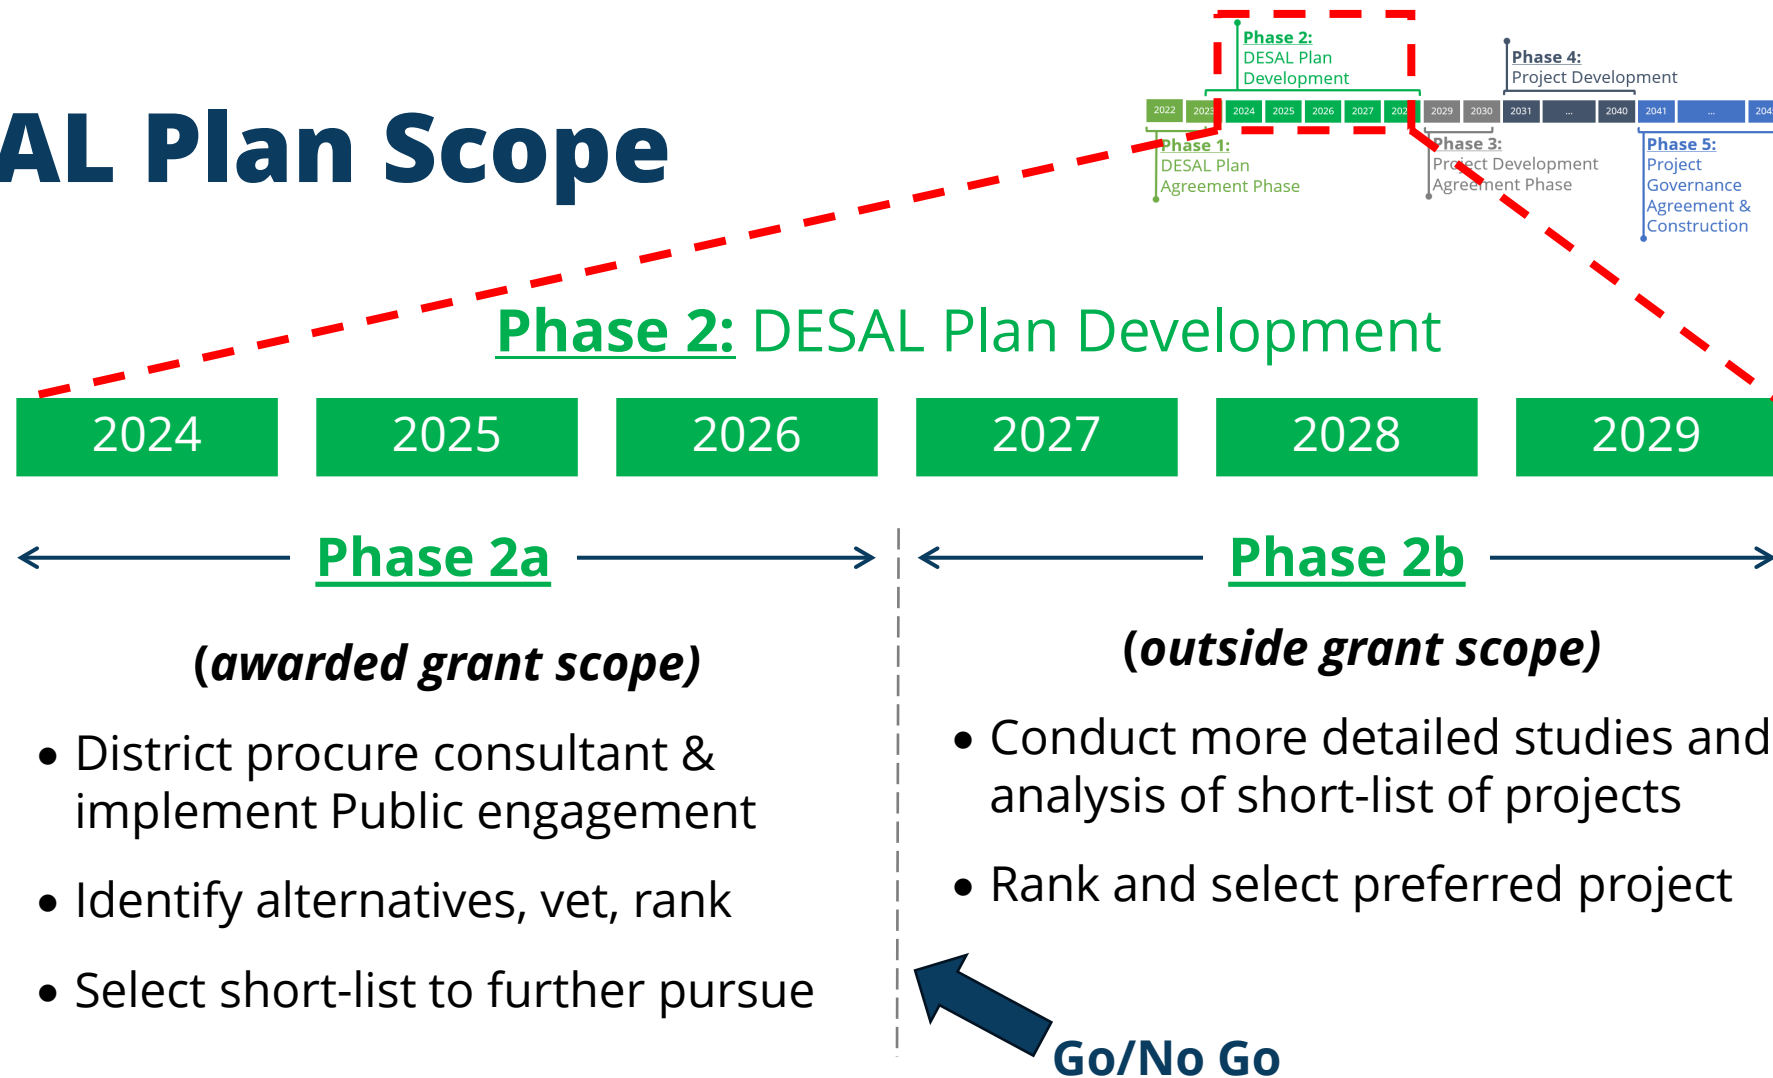 AL Plan Scope
Phase 2:
DESAL Plan
Development
Phase 4:
Project Development
2022 2023 2024 2025 2026 2027 2029 2030 2031 ... 2040 2041 ...
Phase 1:
DESAL Plan
Agreement Phase
Phase 3:
Project Development
Agreement Phase
Phase 5:
Project
Governance
Agreement &
Construction
Phase 2: DESAL Plan Development
2024 2025 2026 2027 2028 2029
Phase 2a
(awarded grant scope)
• District procure consultant &
implement Public engagement
• Identify alternatives, vet, rank
• Select short-list to further pursue
Phase 2b
(outside grant scope)
• Conduct more detailed studies and
analysis of short-list of projects
• Rank and select preferred project
Go/No Go